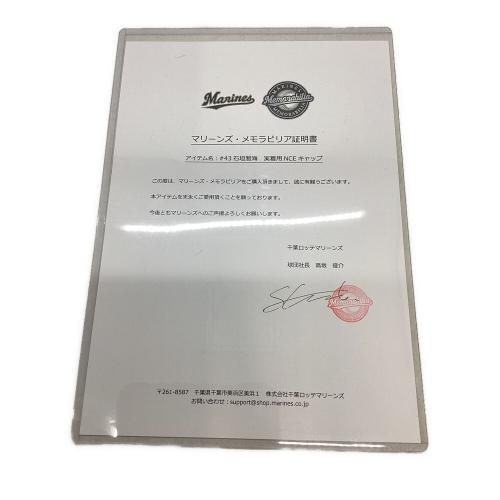 Marines
MARINES
Memorabilia
MEMORABILIA
マリーンズ・メモラビリア証明書
アイテム名：#43 石垣雅海　実着用 NCE キャップ
この度は、マリーンズ・メモラビリアをご購入頂きまして、誠に有難うございます。
本アイテムを末永くご愛用頂くことを願っております。
今後ともマリーンズへのご声援よろしくお願いします。
千葉ロッテマリーンズ
球団社長　高坂　俊介
〒261-8587　千葉県千葉市美浜区美浜１　株式会社千葉ロッテマリーンズ
お問い合わせ：support@shop.marines.co.jp